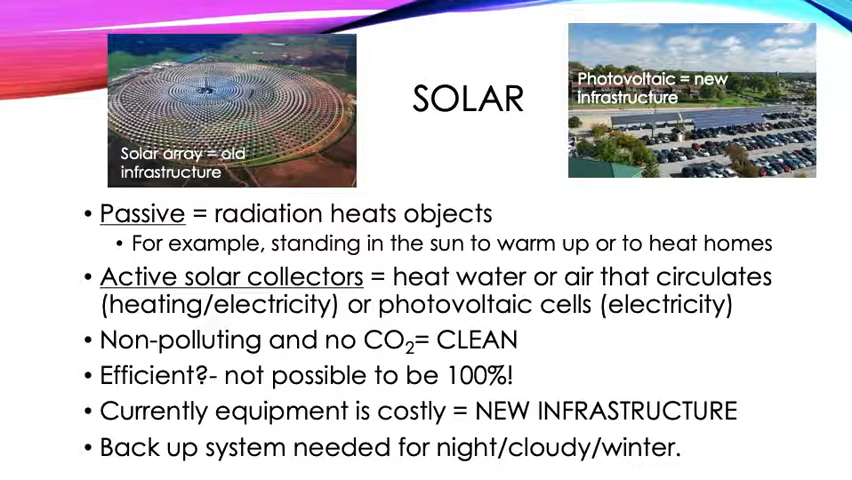 Solar array = old
infrastructure
SOLAR
Photovoltaic = new
infrastructure
• Passive = radiation heats objects
• For example, standing in the sun to warm up or to heat homes
• Active solar collectors = heat water or air that circulates
(heating/electricity) or photovoltaic cells (electricity)
• Non-polluting and no CO₂= CLEAN
• Efficient?- not possible to be 100%!
• Currently equipment is costly = NEW INFRASTRUCTURE
• Back up system needed for night/cloudy/winter.